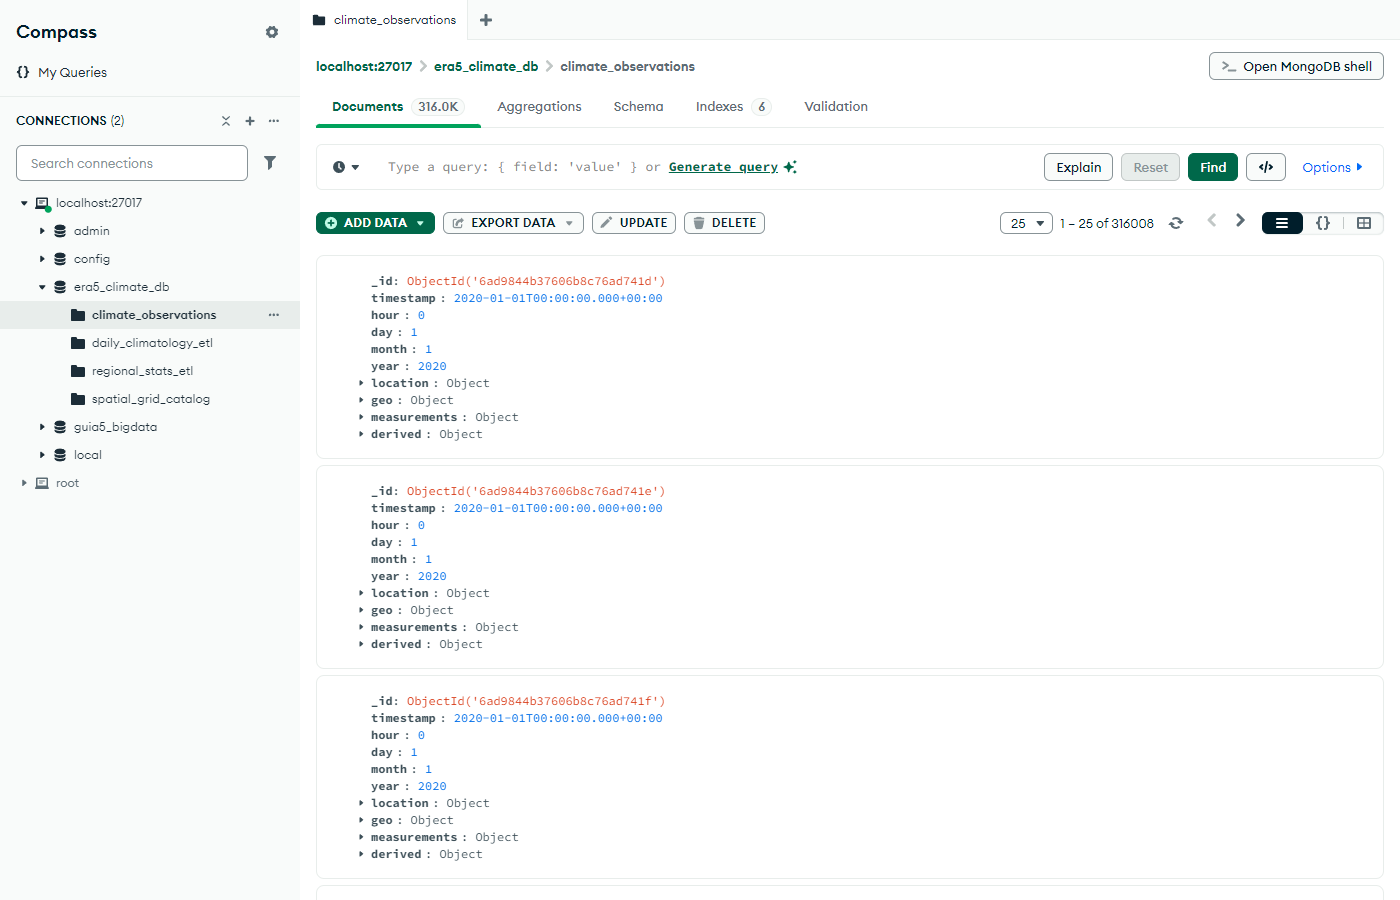 Compass
{} My Queries
CONNECTIONS (2)
Search connections
localhost:27017
admin
config
era5_climate_db
climate_observations
daily_climatology_etl
regional_stats_etl
spatial_grid_catalog
guia5_bigdata
local
root
climate_observations
localhost:27017 > era5_climate_db > climate_observations
>_ Open MongoDB shell
Documents 316.0K Aggregations Schema Indexes 6 Validation
Type a query: { field: 'value' } or Generate query
Explain Reset Find </> Options
ADD DATA EXPORT DATA UPDATE DELETE
25 1 – 25 of 316008 {}
_id: ObjectId('6ad9844b37606b8c76ad741d')
timestamp : 2020-01-01T00:00:00.000+00:00
hour : 0
day : 1
month : 1
year : 2020
location : Object
geo : Object
measurements : Object
derived : Object
_id: ObjectId('6ad9844b37606b8c76ad741e')
timestamp : 2020-01-01T00:00:00.000+00:00
hour : 0
day : 1
month : 1
year : 2020
location : Object
geo : Object
measurements : Object
derived : Object
_id: ObjectId('6ad9844b37606b8c76ad741f')
timestamp : 2020-01-01T00:00:00.000+00:00
hour : 0
day : 1
month : 1
year : 2020
location : Object
geo : Object
measurements : Object
derived : Object